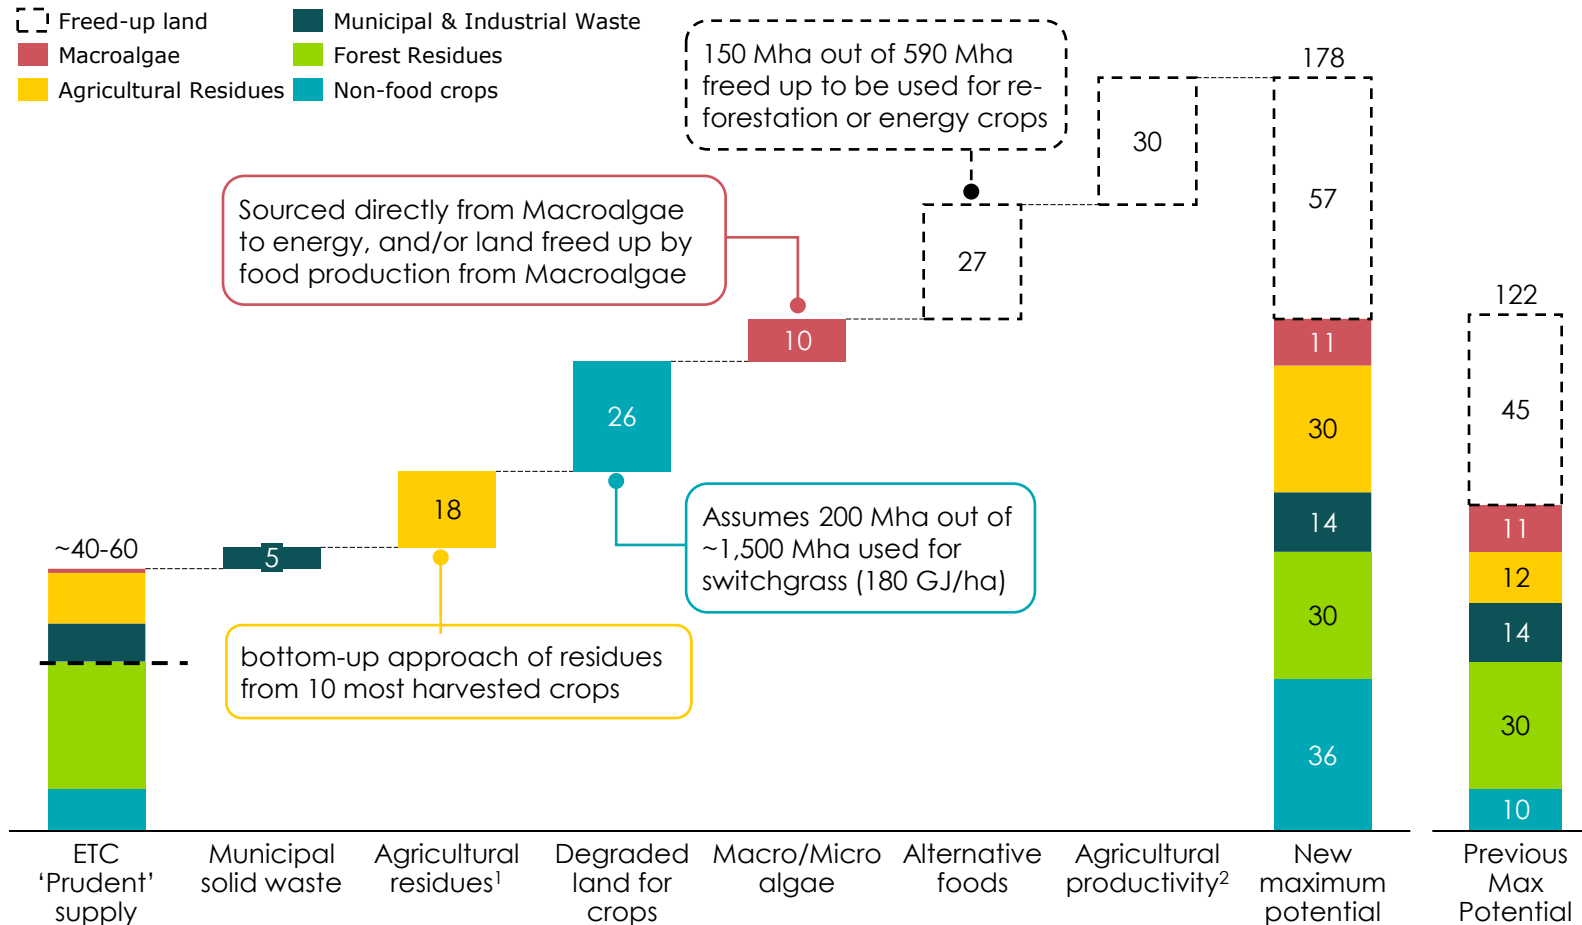 Freed-up land
Macroalgae
Agricultural Residues
Municipal & Industrial Waste
Forest Residues
Non-food crops
150 Mha out of 590 Mha
freed up to be used for re-
forestation or energy crops
Sourced directly from Macroalgae
to energy, and/or land freed up by
food production from Macroalgae
Assumes 200 Mha out of
~1,500 Mha used for
switchgrass (180 GJ/ha)
bottom-up approach of residues
from 10 most harvested crops
~40-60
5
18
26
10
27
30
178
57
11
30
14
30
36
122
45
11
12
14
30
10
ETC
‘Prudent’
supply
Municipal
solid waste
Agricultural
residues1
Degraded
land for
crops
Macro/Micro
algae
Alternative
foods
Agricultural
productivity2
New
maximum
potential
Previous
Max
Potential